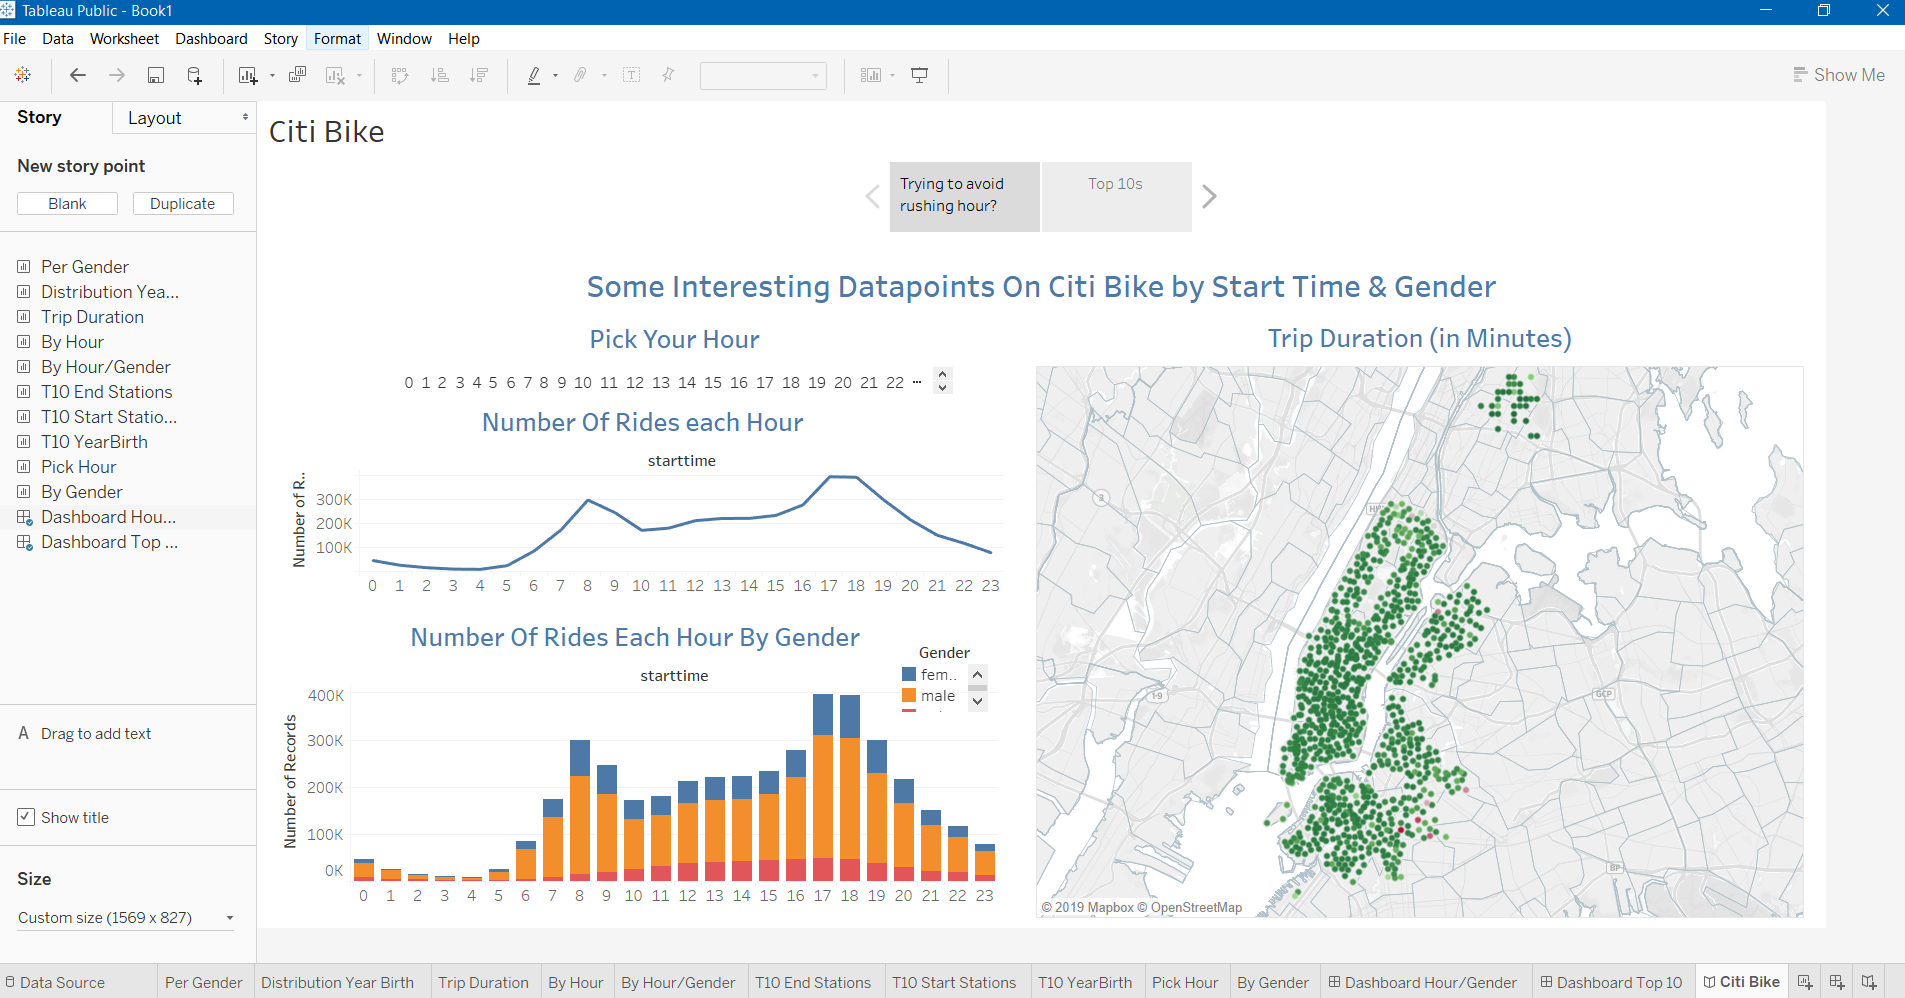 Tableau Public - Book1
File Data Worksheet Dashboard Story Format Window Help
Show Me
Story Layout
New story point
Blank Duplicate
Per Gender
Distribution Yea...
Trip Duration
By Hour
By Hour/Gender
T10 End Stations
T10 Start Statio...
T10 YearBirth
Pick Hour
By Gender
Dashboard Hou...
Dashboard Top ...
A Drag to add text
Show title
Size
Custom size (1569 x 827)
Citi Bike
Trying to avoid
rushing hour?
Top 10s
Some Interesting Datapoints On Citi Bike by Start Time & Gender
Pick Your Hour
0 1 2 3 4 5 6 7 8 9 10 11 12 13 14 15 16 17 18 19 20 21 22 ...
Number Of Rides each Hour
starttime
Number of R..
300K
200K
100K
0 1 2 3 4 5 6 7 8 9 10 11 12 13 14 15 16 17 18 19 20 21 22 23
Number Of Rides Each Hour By Gender
starttime
Gender
fem..
male
Number of Records
400K
300K
200K
100K
0K
0 1 2 3 4 5 6 7 8 9 10 11 12 13 14 15 16 17 18 19 20 21 22 23
Trip Duration (in Minutes)
3
1-9
GCP
BP
© 2019 Mapbox © OpenStreetMap
Data Source Per Gender Distribution Year Birth Trip Duration By Hour By Hour/Gender T10 End Stations T10 Start Stations T10 YearBirth Pick Hour By Gender Dashboard Hour/Gender Dashboard Top 10 Citi Bike